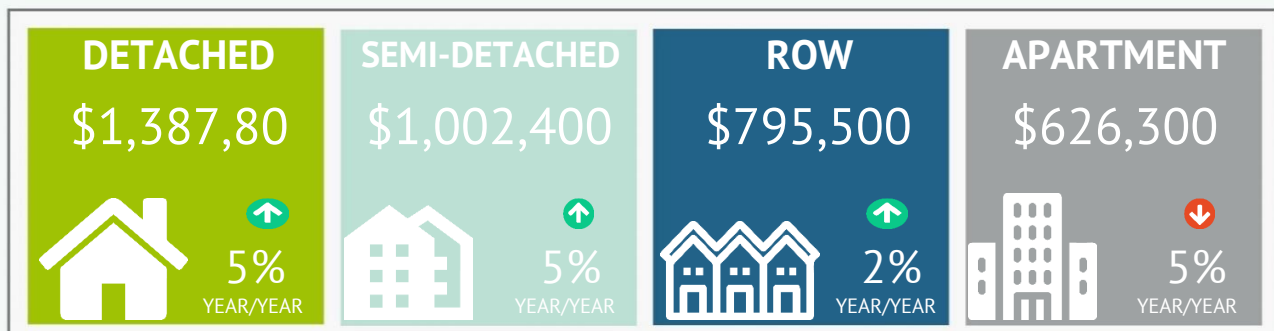 DETACHED
$1,387,80
5%
YEAR/YEAR
SEMI-DETACHED
$1,002,400
5%
YEAR/YEAR
ROW
$795,500
2%
YEAR/YEAR
APARTMENT
$626,300
5%
YEAR/YEAR